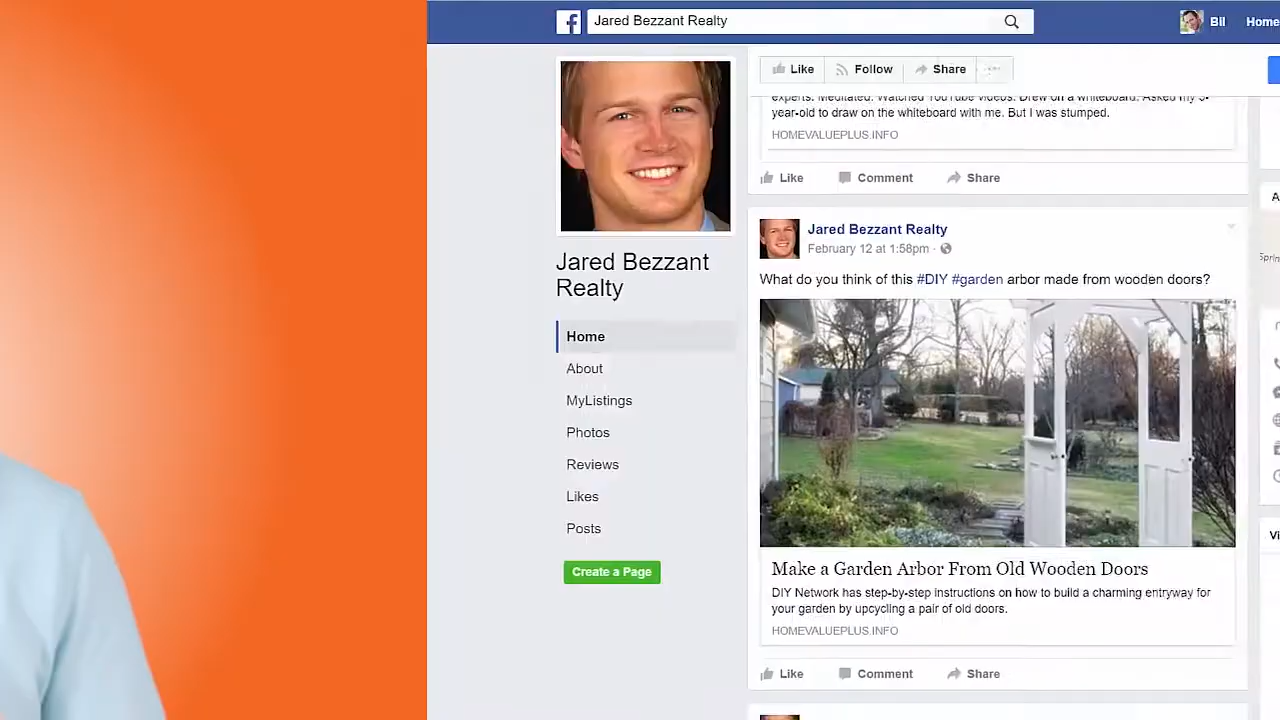 Jared Bezzant Realty
Bil
Home
Like
Follow
Share
year-old to draw on the whiteboard with me. But I was stumped.
HOMEVALUEPLUS.INFO
Like
Comment
Share
Jared Bezzant
Realty
Home
About
MyListings
Photos
Reviews
Likes
Posts
Create a Page
Jared Bezzant Realty
February 12 at 1:58pm ·
What do you think of this #DIY #garden arbor made from wooden doors?
Make a Garden Arbor From Old Wooden Doors
DIY Network has step-by-step instructions on how to build a charming entryway for
your garden by upcycling a pair of old doors.
HOMEVALUEPLUS.INFO
Like
Comment
Share